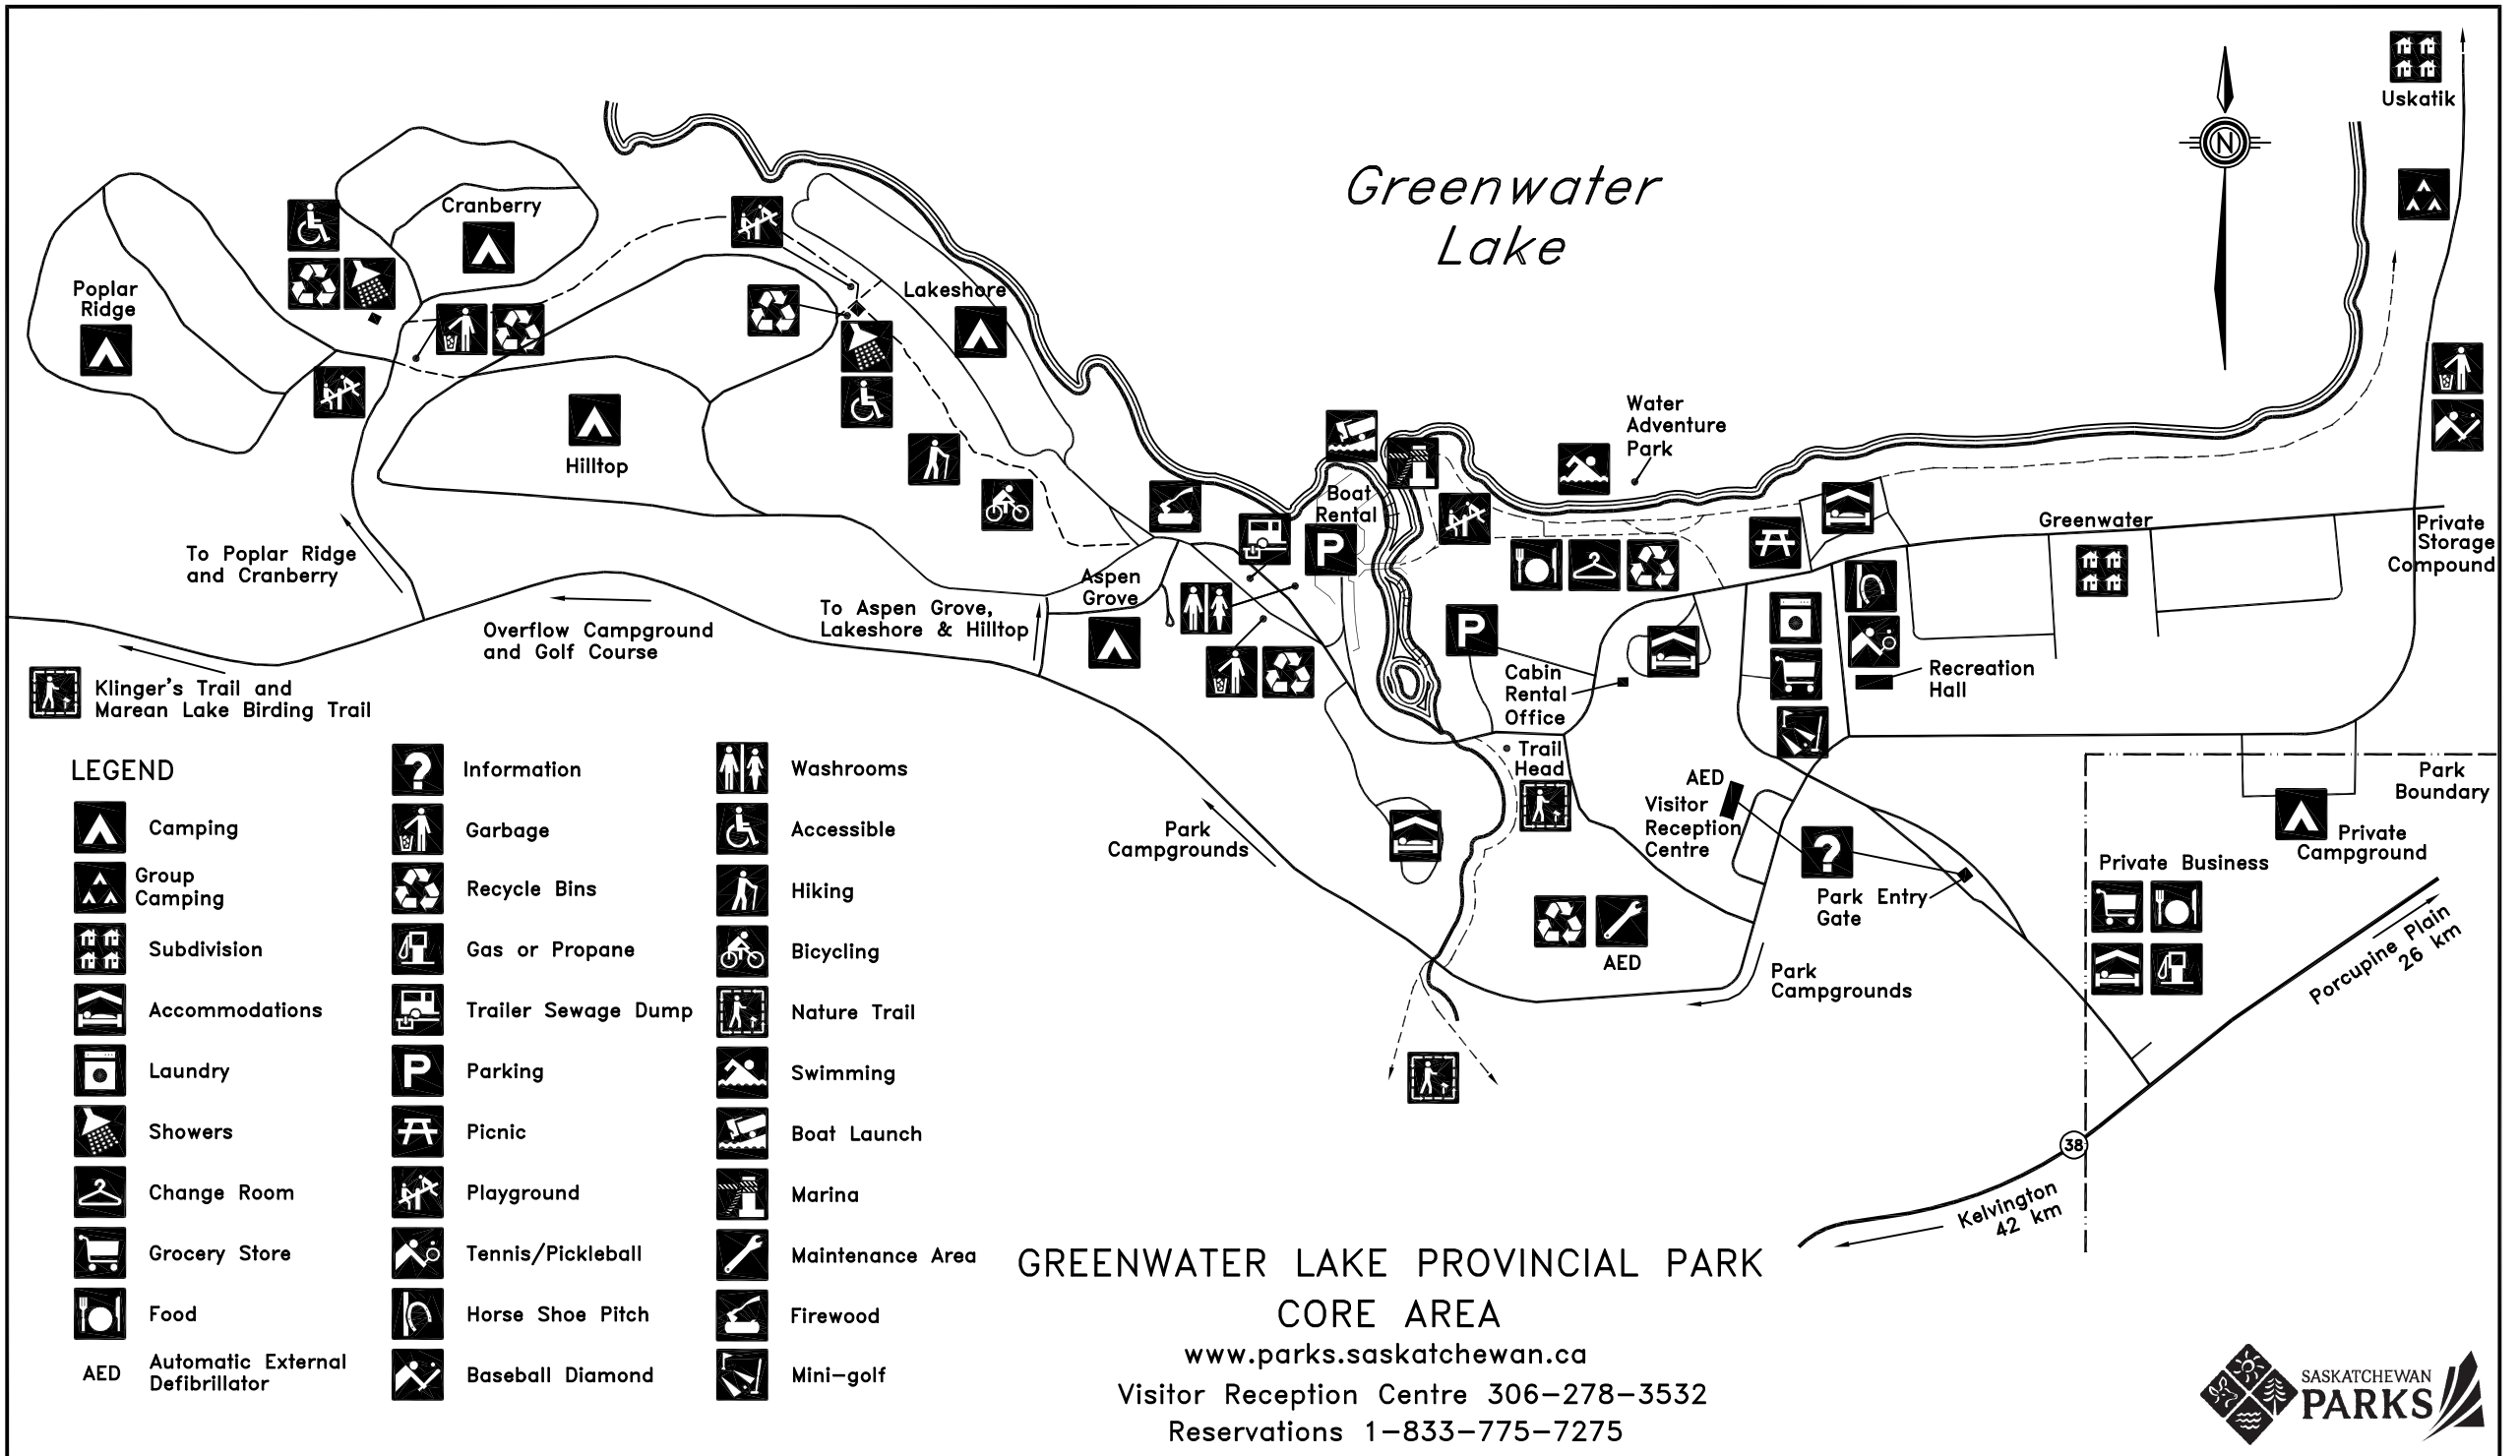 Uskatik
N
Greenwater
Lake
Cranberry
Poplar
Ridge
Lakeshore
Hilltop
Water
Adventure
Park
Boat
Rental
P
Greenwater
Private
Storage
Compound
To Poplar Ridge
and Cranberry
Aspen
Grove
To Aspen Grove,
Lakeshore & Hilltop
Overflow Campground
and Golf Course
P
Cabin
Rental
Office
Recreation
Hall
Klinger's Trail and
Marean Lake Birding Trail
Trail
Head
AED
Visitor
Reception
Centre
Park
Campgrounds
?
Park Entry
Gate
Park
Boundary
Private
Campground
Private Business
AED
Park
Campgrounds
Porcupine Plain
26 km
38
Kelvington
42 km
LEGEND
Camping
Group
Camping
Subdivision
Accommodations
Laundry
Showers
Change Room
Grocery Store
Food
AED
Automatic External
Defibrillator
?
Information
Garbage
Recycle Bins
Gas or Propane
Trailer Sewage Dump
P
Parking
Picnic
Playground
Tennis/Pickleball
Horse Shoe Pitch
Baseball Diamond
Washrooms
Accessible
Hiking
Bicycling
Nature Trail
Swimming
Boat Launch
Marina
Maintenance Area
Firewood
Mini-golf
GREENWATER LAKE PROVINCIAL PARK
CORE AREA
www.parks.saskatchewan.ca
Visitor Reception Centre 306-278-3532
Reservations 1-833-775-7275
SASKATCHEWAN
PARKS